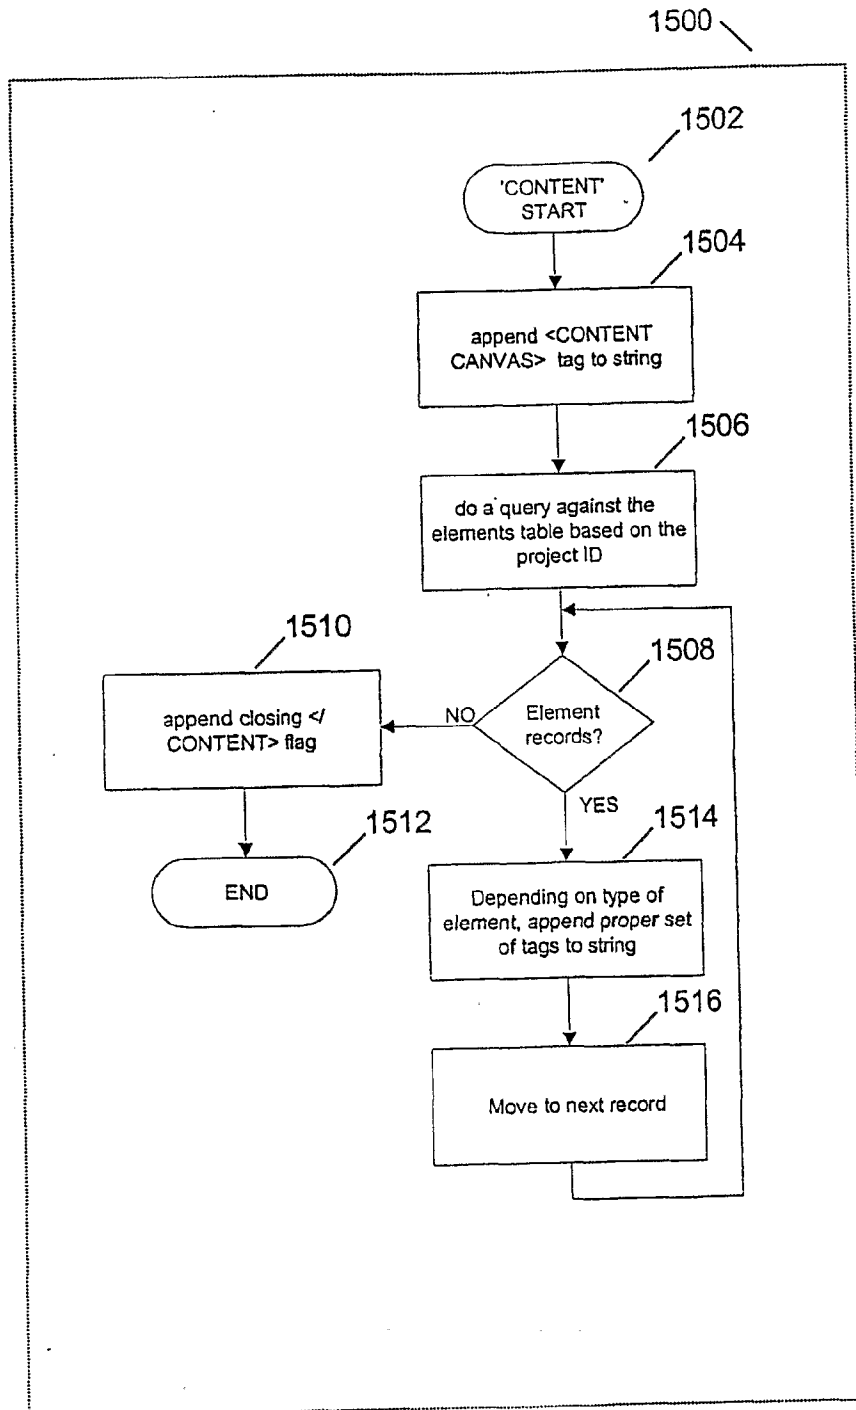 1500
1502
'CONTENT'
START
1504
append <CONTENT
CANVAS> tag to string
1506
do a query against the
elements table based on the
project ID
1510
append closing </
CONTENT> flag
1508
Element
records?
NO
YES
1512
END
1514
Depending on type of
element, append proper set
of tags to string
1516
Move to next record